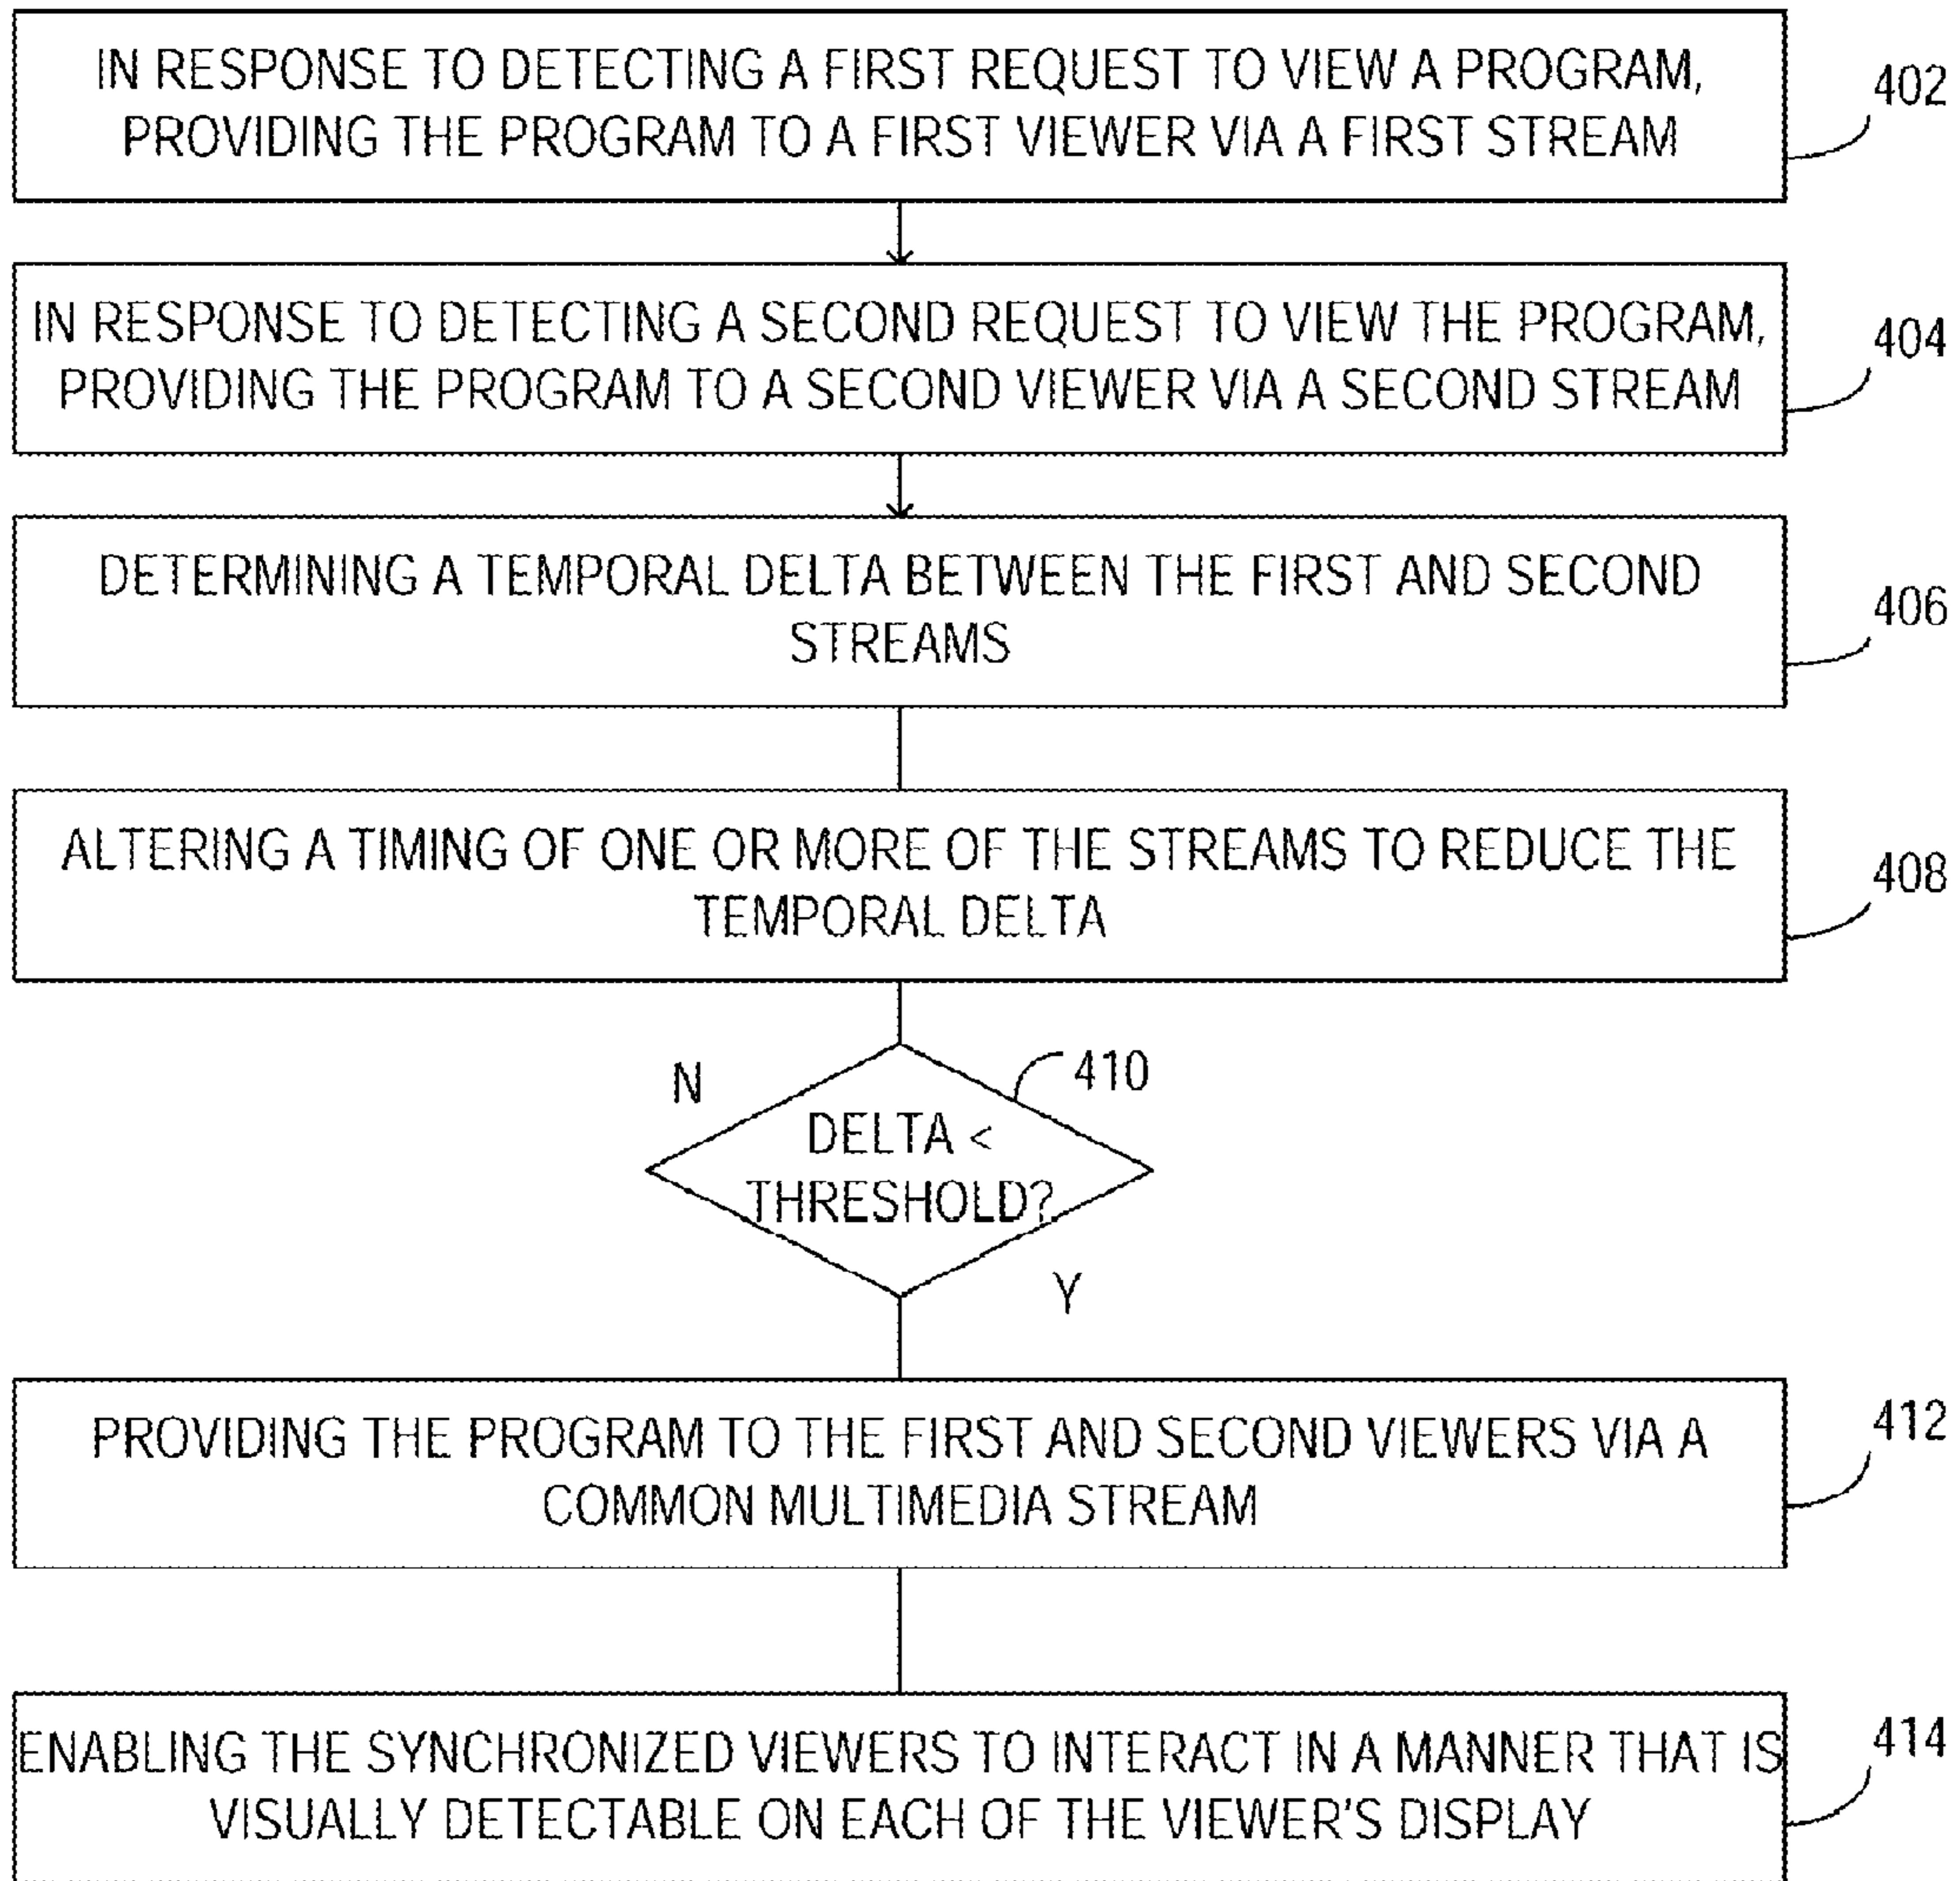 IN RESPONSE TO DETECTING A FIRST REQUEST TO VIEW A PROGRAM,
PROVIDING THE PROGRAM TO A FIRST VIEWER VIA A FIRST STREAM
402
IN RESPONSE TO DETECTING A SECOND REQUEST TO VIEW THE PROGRAM,
PROVIDING THE PROGRAM TO A SECOND VIEWER VIA A SECOND STREAM
404
DETERMINING A TEMPORAL DELTA BETWEEN THE FIRST AND SECOND
STREAMS
406
ALTERING A TIMING OF ONE OR MORE OF THE STREAMS TO REDUCE THE
TEMPORAL DELTA
408
N
410
DELTA <
THRESHOLD?
Y
PROVIDING THE PROGRAM TO THE FIRST AND SECOND VIEWERS VIA A
COMMON MULTIMEDIA STREAM
412
ENABLING THE SYNCHRONIZED VIEWERS TO INTERACT IN A MANNER THAT IS
VISUALLY DETECTABLE ON EACH OF THE VIEWER'S DISPLAY
414